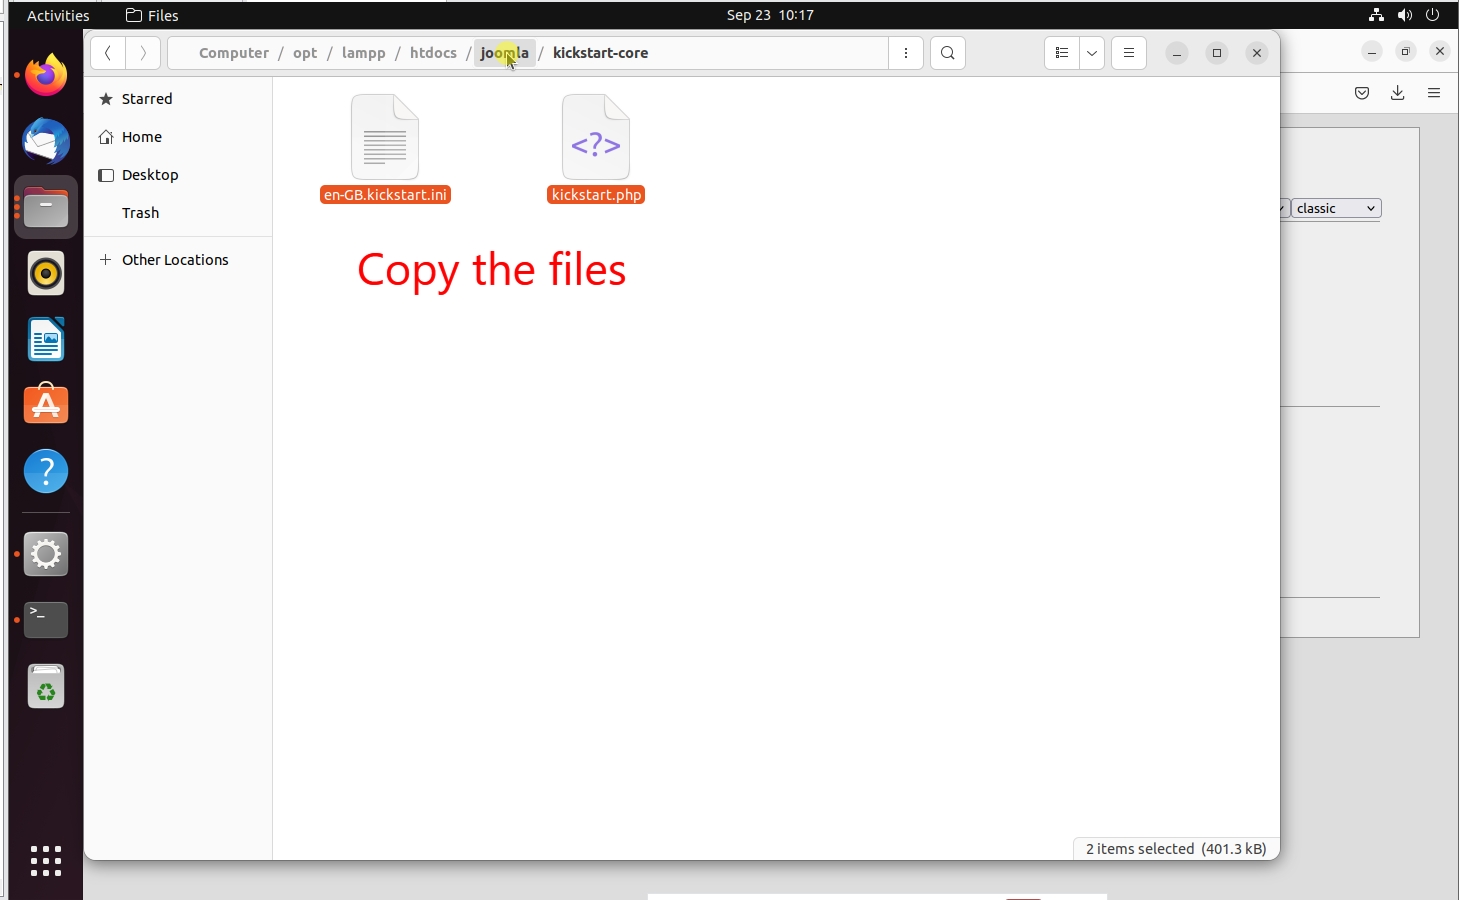 Activities Files Sep 23 10:17
Computer / opt / lampp / htdocs / joomla / kickstart-core
Starred
Home
Desktop
Trash
+ Other Locations
<?>
en-GB.kickstart.ini kickstart.php
Copy the files
classic
?
>_
2 items selected (401.3 kB)